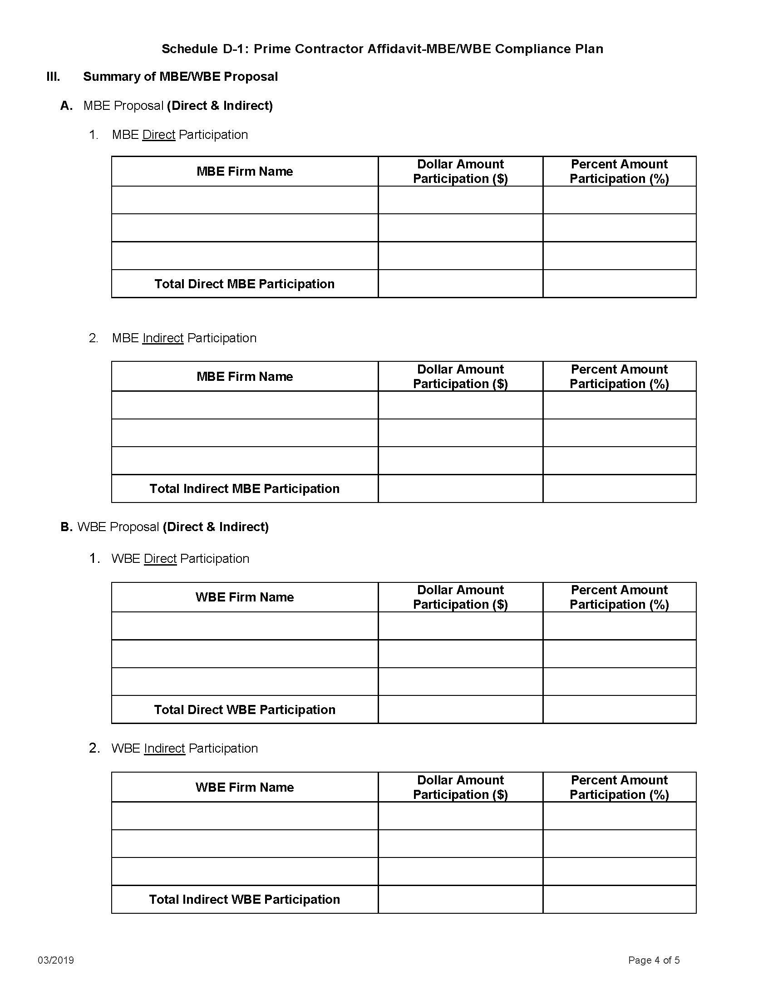 Schedule D-1: Prime Contractor Affidavit-MBE/WBE Compliance Plan
III. Summary of MBE/WBE Proposal
A. MBE Proposal (Direct & Indirect)
1. MBE Direct Participation
MBE Firm Name
Dollar Amount
Participation ($)
Percent Amount
Participation (%)
Total Direct MBE Participation
2. MBE Indirect Participation
MBE Firm Name
Dollar Amount
Participation ($)
Percent Amount
Participation (%)
Total Indirect MBE Participation
B. WBE Proposal (Direct & Indirect)
1. WBE Direct Participation
WBE Firm Name
Dollar Amount
Participation ($)
Percent Amount
Participation (%)
Total Direct WBE Participation
2. WBE Indirect Participation
WBE Firm Name
Dollar Amount
Participation ($)
Percent Amount
Participation (%)
Total Indirect WBE Participation
03/2019 Page 4 of 5